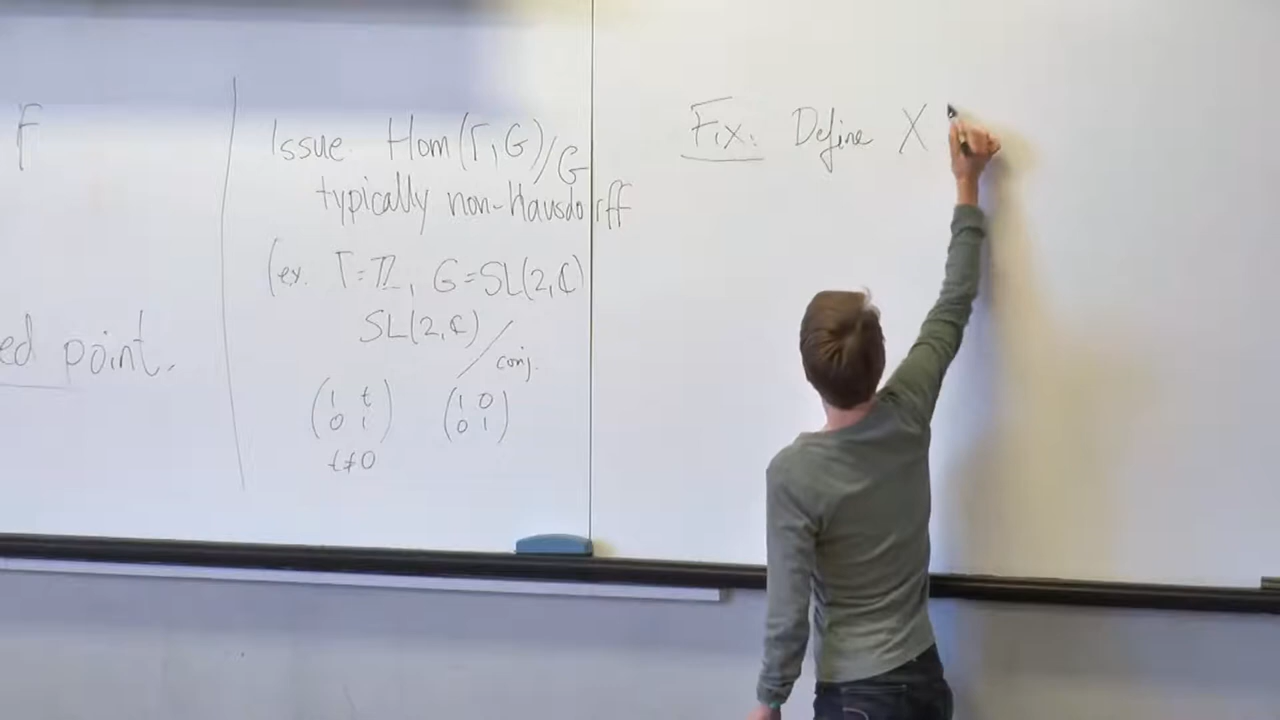 F
ed point.
Issue. Hom(Γ,G)/G
typically non-Hausdorff
(ex. Γ=ℤ, G=SL(2,ℂ)
SL(2,ℂ)/conj.
(1 t) (1 0)
(0 1) (0 1)
t≠0
Fix: Define X